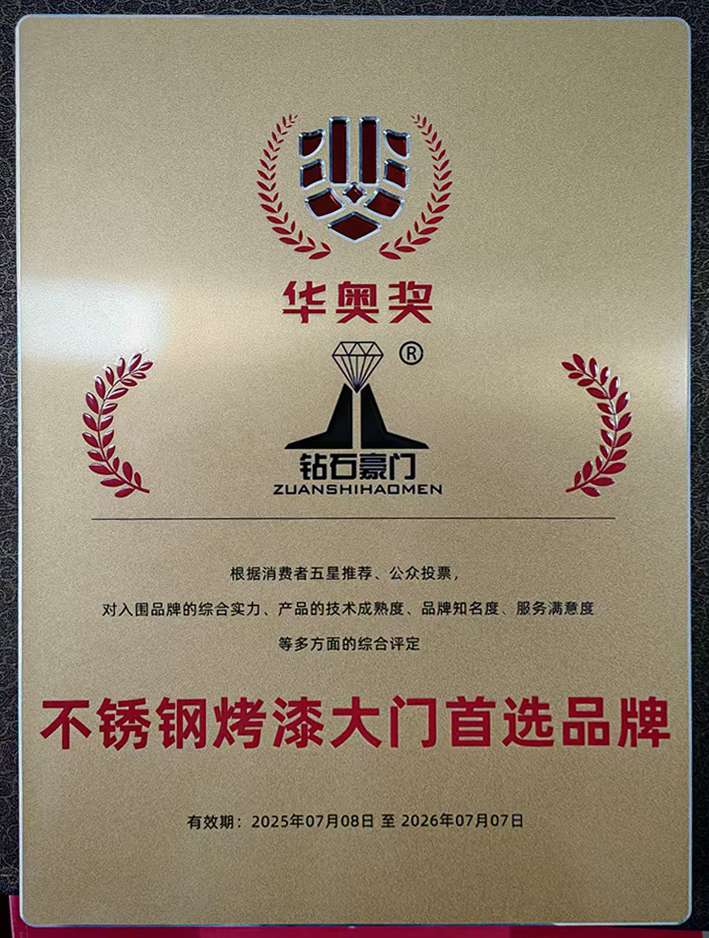 华奥奖
®
钻石豪门
ZUANSHIHAOMEN
根据消费者五星推荐、公众投票，
对入围品牌的综合实力、产品的技术成熟度、品牌知名度、服务满意度
等多方面的综合评定
不锈钢烤漆大门首选品牌
有效期：2025年07月08日 至 2026年07月07日